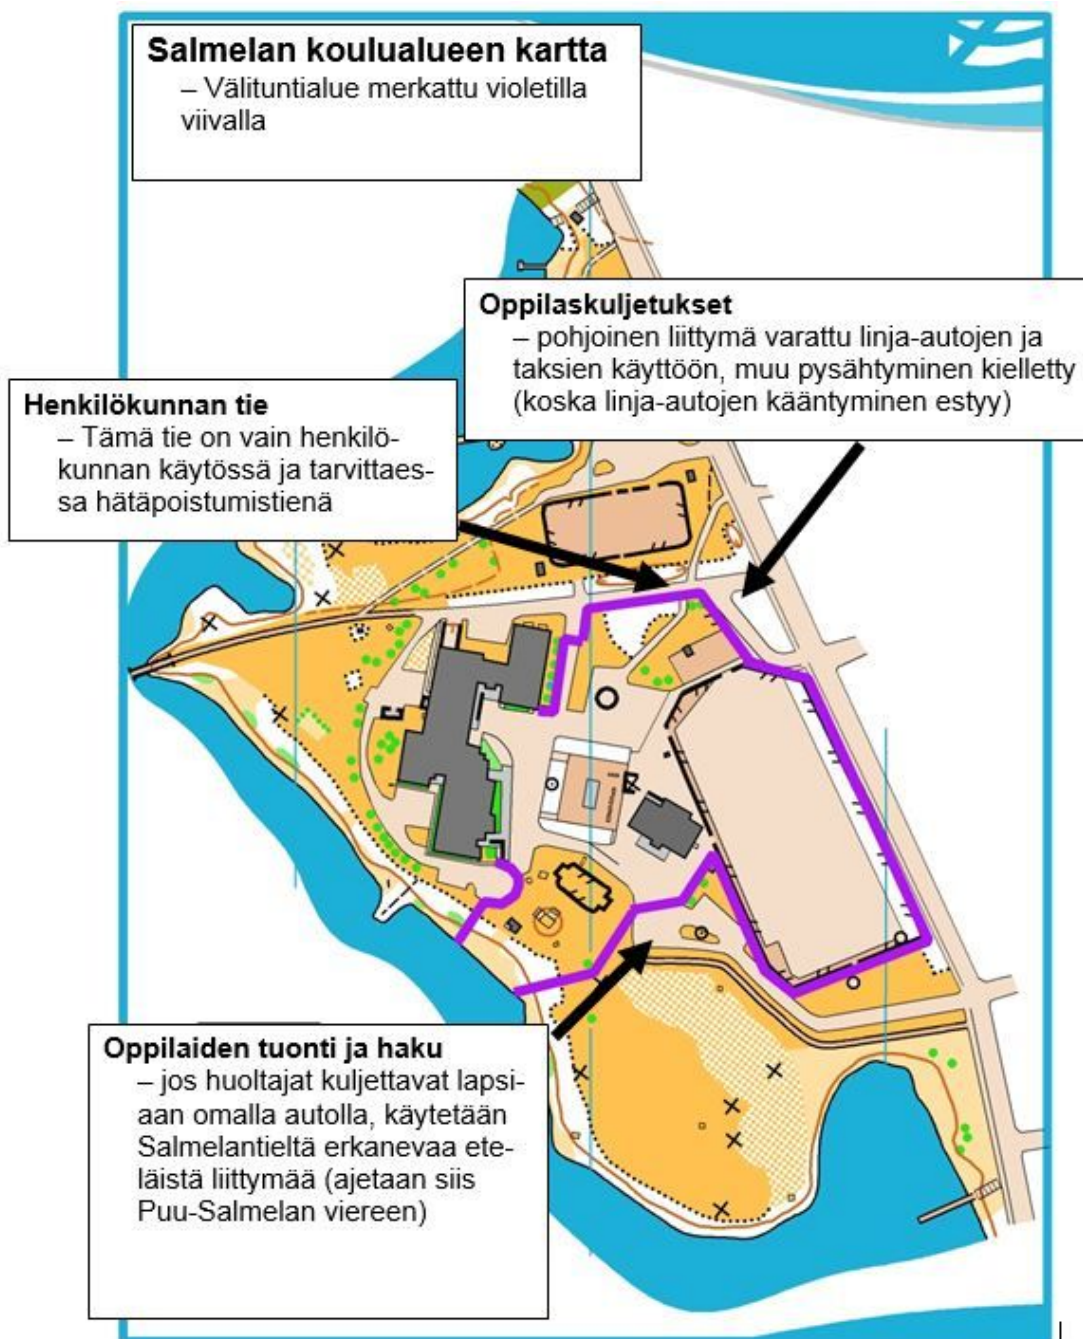 Salmelan koulualueen kartta
– Välituntialue merkattu violetilla
viivalla
Oppilaskuljetukset
– pohjoinen liittymä varattu linja-autojen ja
taksien käyttöön, muu pysähtyminen kielletty
(koska linja-autojen kääntyminen estyy)
Henkilökunnan tie
– Tämä tie on vain henkilö-
kunnan käytössä ja tarvittaes-
sa hätäpoistumistienä
Oppilaiden tuonti ja haku
– jos huoltajat kuljettavat lapsi-
aan omalla autolla, käytetään
Salmelantieltä erkanevaa ete-
läistä liittymää (ajetaan siis
Puu-Salmelan viereen)